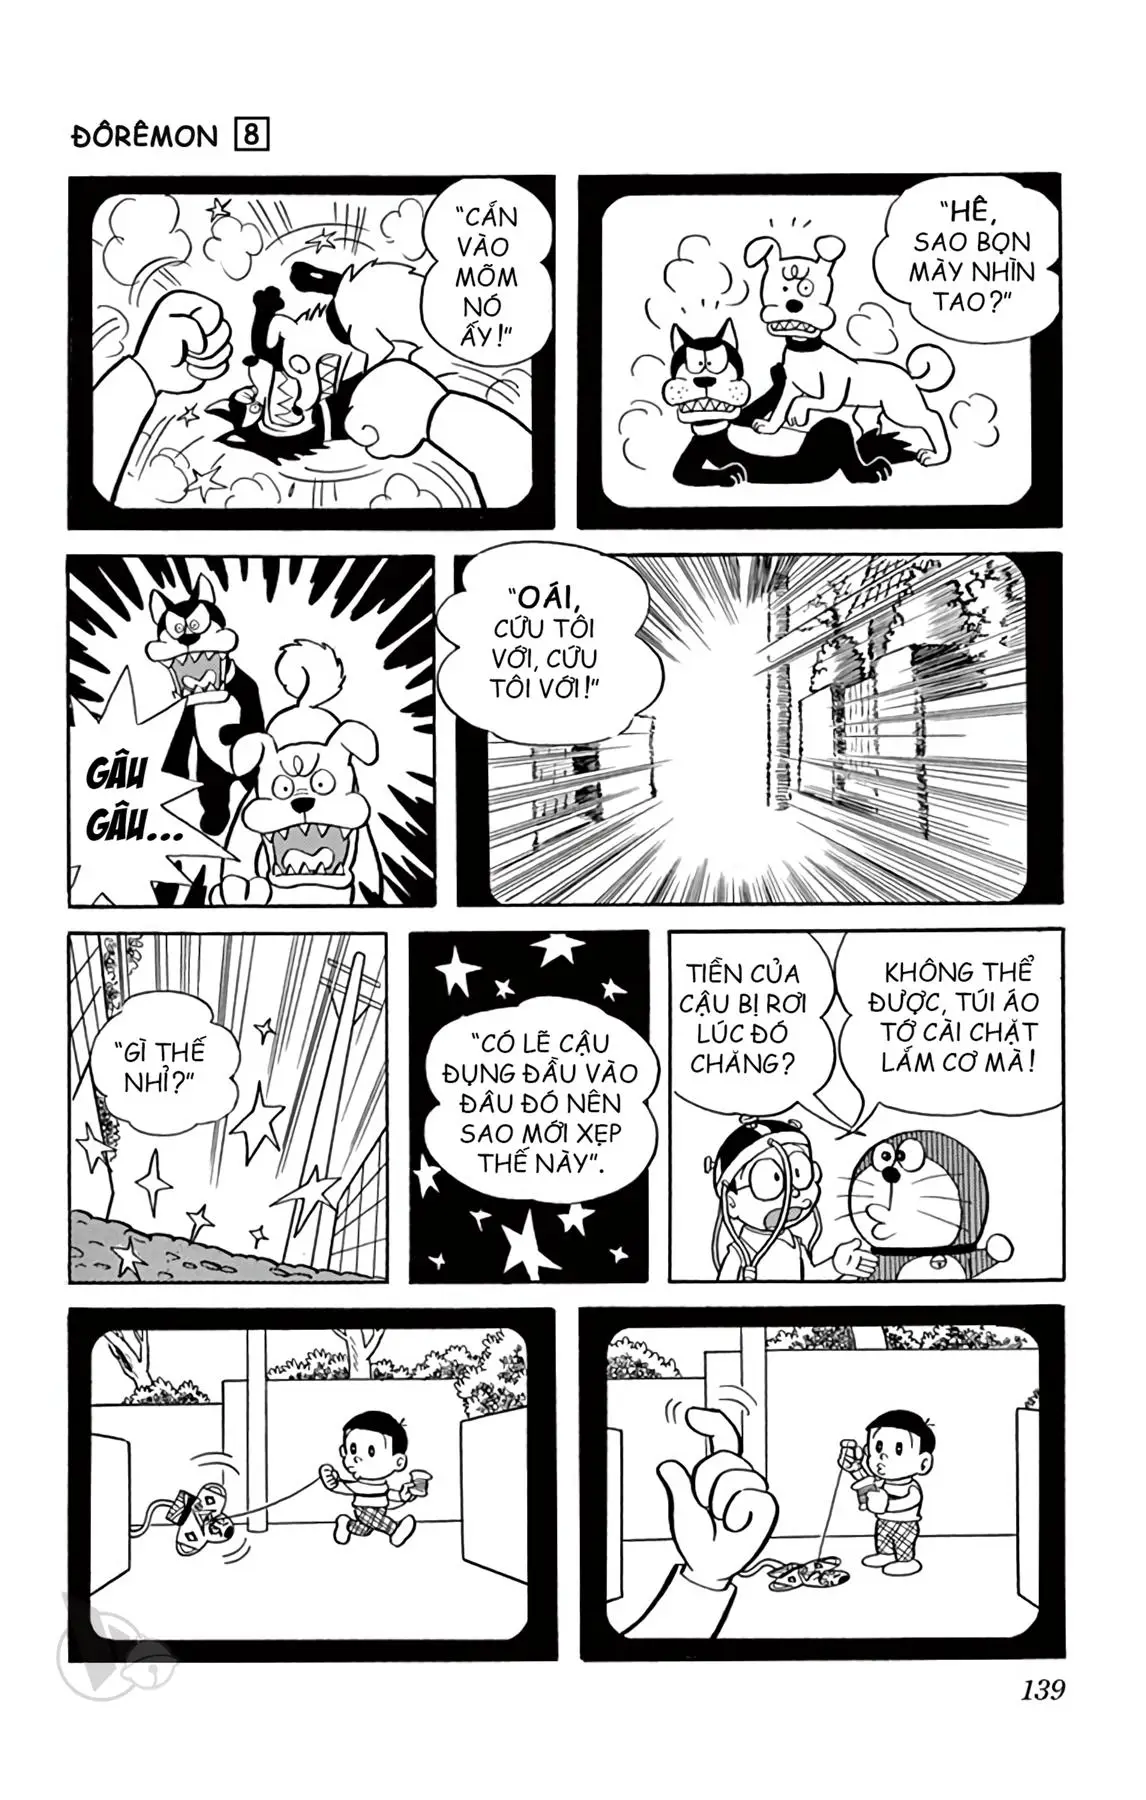 ĐÔRÊMON 8
"CẮN
VÀO
MÕM
NÓ
ẤY!"
"HÊ,
SAO BỌN
MÀY NHÌN
TAO?"
GÂU
GÂU...
"OÁI,
CỨU TÔI
VỚI, CỨU
TÔI VỚI!"
"GÌ THẾ
NHỈ?"
"CÓ LẼ CẬU
ĐỤNG ĐẦU VÀO
ĐÂU ĐÓ NÊN
SAO MỚI XẸP
THẾ NÀY".
TIỀN CỦA
CẬU BỊ RƠI
LÚC ĐÓ
CHĂNG?
KHÔNG THỂ
ĐƯỢC, TÚI ÁO
TỚ CÀI CHẶT
LẮM CƠ MÀ!
139